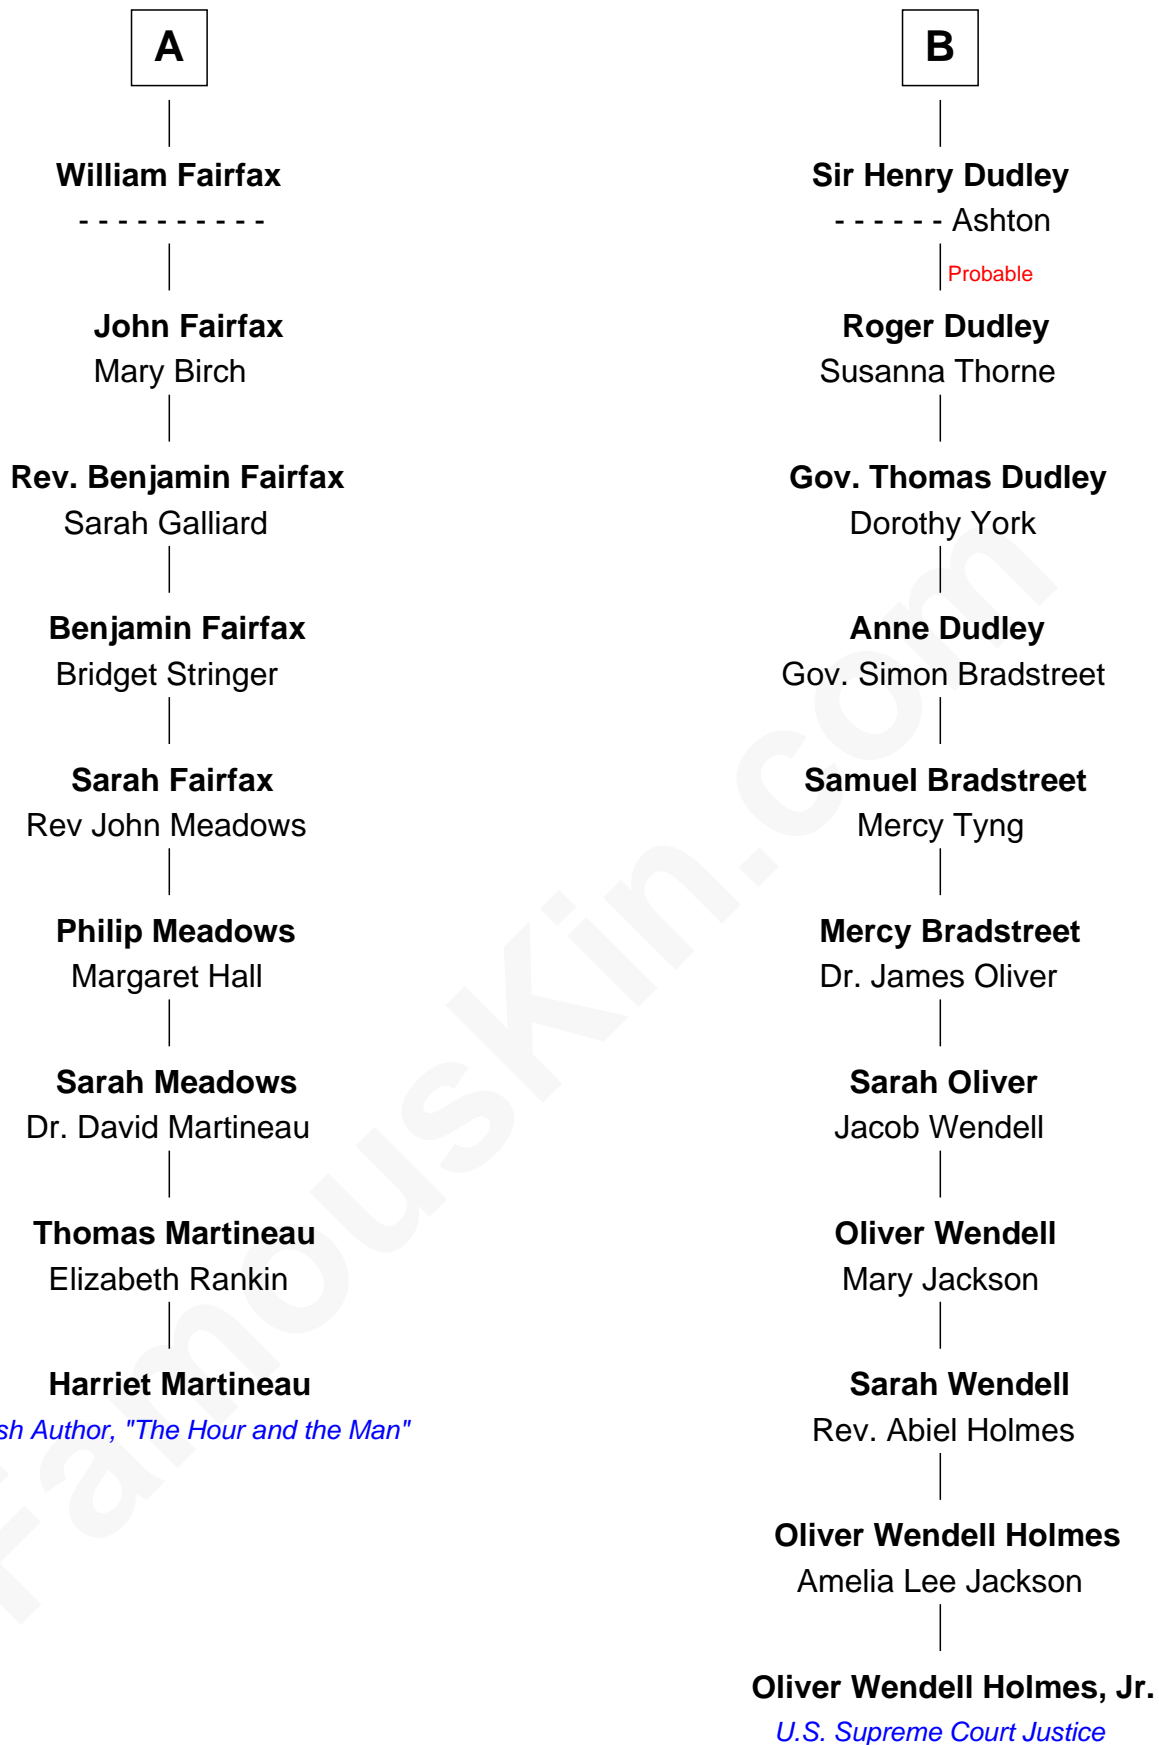 A
William Fairfax
- - - - - - - - - -
John Fairfax
Mary Birch
Rev. Benjamin Fairfax
Sarah Galliard
Benjamin Fairfax
Bridget Stringer
Sarah Fairfax
Rev John Meadows
Philip Meadows
Margaret Hall
Sarah Meadows
Dr. David Martineau
Thomas Martineau
Elizabeth Rankin
Harriet Martineau
sh Author, "The Hour and the Man"
B
Sir Henry Dudley
- - - - - - Ashton
Probable
Roger Dudley
Susanna Thorne
Gov. Thomas Dudley
Dorothy York
Anne Dudley
Gov. Simon Bradstreet
Samuel Bradstreet
Mercy Tyng
Mercy Bradstreet
Dr. James Oliver
Sarah Oliver
Jacob Wendell
Oliver Wendell
Mary Jackson
Sarah Wendell
Rev. Abiel Holmes
Oliver Wendell Holmes
Amelia Lee Jackson
Oliver Wendell Holmes, Jr.
U.S. Supreme Court Justice
FamousKin.com